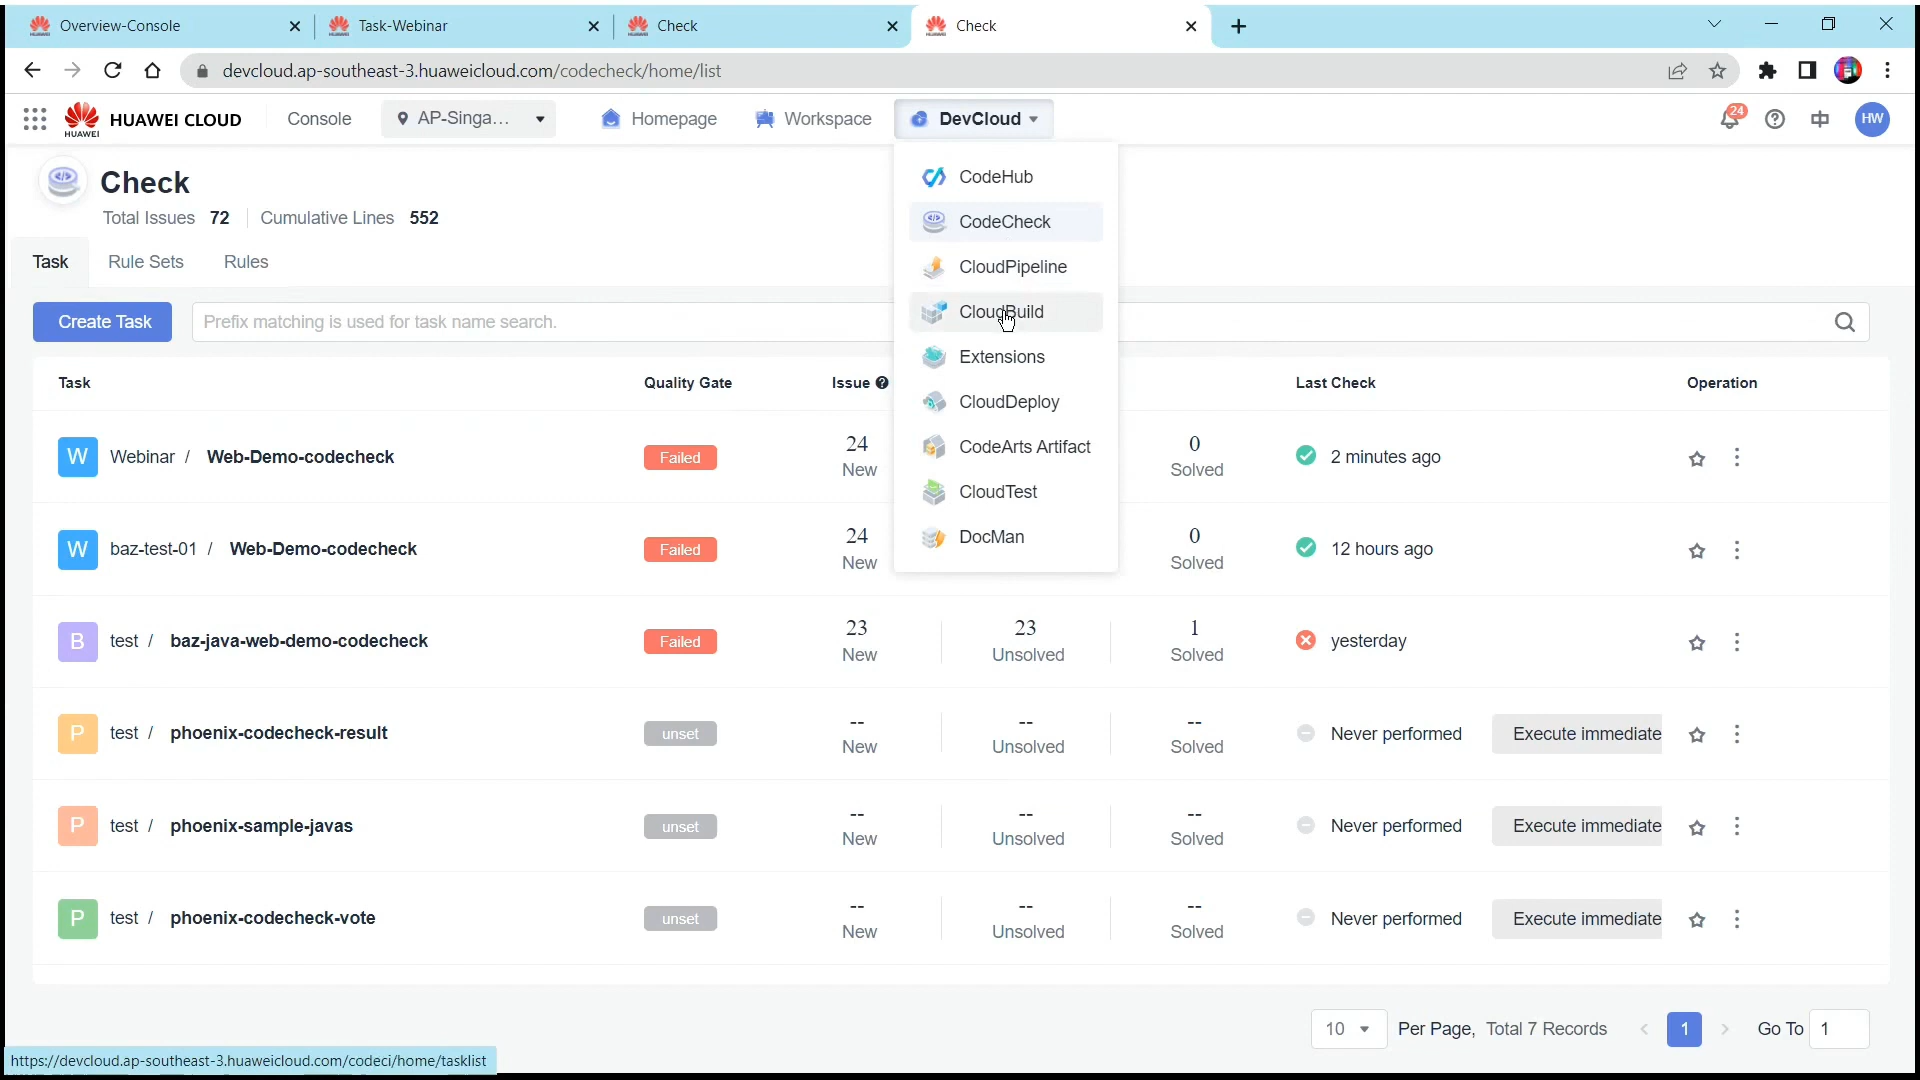 Overview-Console
Task-Webinar
Check
Check
devcloud.ap-southeast-3.huaweicloud.com/codecheck/home/list
HUAWEI
HUAWEI CLOUD
Console
AP-Singa...
Homepage
Workspace
DevCloud
24
HW
Check
Total Issues 72
Cumulative Lines 552
CodeHub
CodeCheck
CloudPipeline
CloudBuild
Extensions
CloudDeploy
CodeArts Artifact
CloudTest
DocMan
Task
Rule Sets
Rules
Create Task
Prefix matching is used for task name search.
Task
Quality Gate
Issue
Last Check
Operation
W
Webinar / Web-Demo-codecheck
Failed
24
New
0
Solved
2 minutes ago
W
baz-test-01 / Web-Demo-codecheck
Failed
24
New
0
Solved
12 hours ago
B
test / baz-java-web-demo-codecheck
Failed
23
New
23
Unsolved
1
Solved
yesterday
P
test / phoenix-codecheck-result
unset
--
New
--
Unsolved
--
Solved
Never performed
Execute immediate
P
test / phoenix-sample-javas
unset
--
New
--
Unsolved
--
Solved
Never performed
Execute immediate
P
test / phoenix-codecheck-vote
unset
--
New
--
Unsolved
--
Solved
Never performed
Execute immediate
10
Per Page, Total 7 Records
1
Go To 1
https://devcloud.ap-southeast-3.huaweicloud.com/codeci/home/tasklist